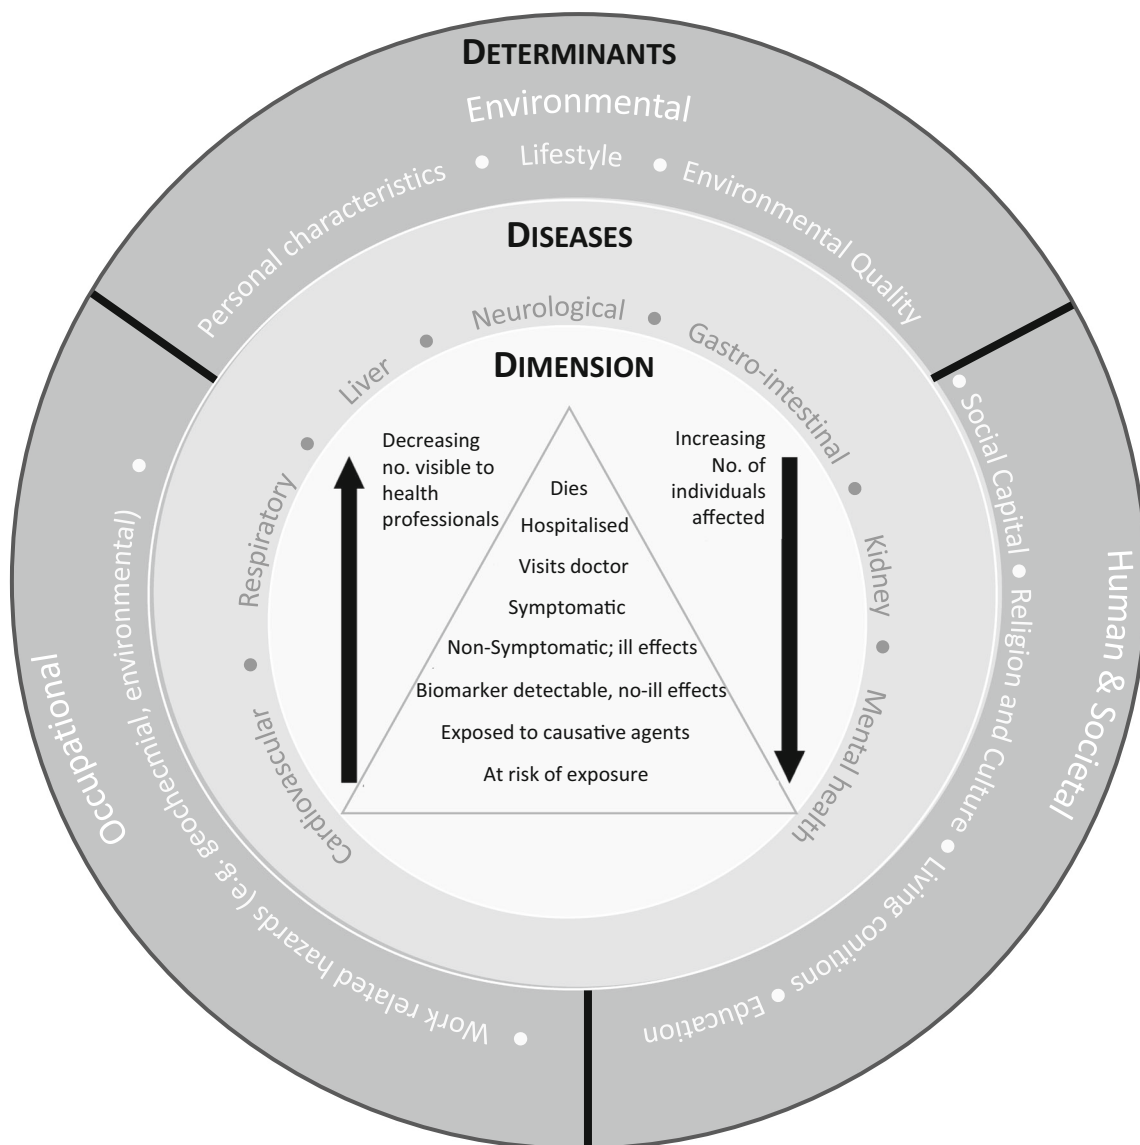 DETERMINANTS
Environmental
Personal characteristics • Lifestyle • Environmental Quality
DISEASES
Cardiovascular • Respiratory • Liver • Neurological • Gastro-intestinal • Kidney • Mental health
DIMENSION
Decreasing
no. visible to
health
professionals
Increasing
No. of
individuals
affected
Dies
Hospitalised
Visits doctor
Symptomatic
Non-Symptomatic; ill effects
Biomarker detectable, no-ill effects
Exposed to causative agents
At risk of exposure
Human & Societal
• Social Capital • Religion and Culture • Living conitions • Education
Occupational
• Work related hazards (e.g. geochecmial, environmental) •